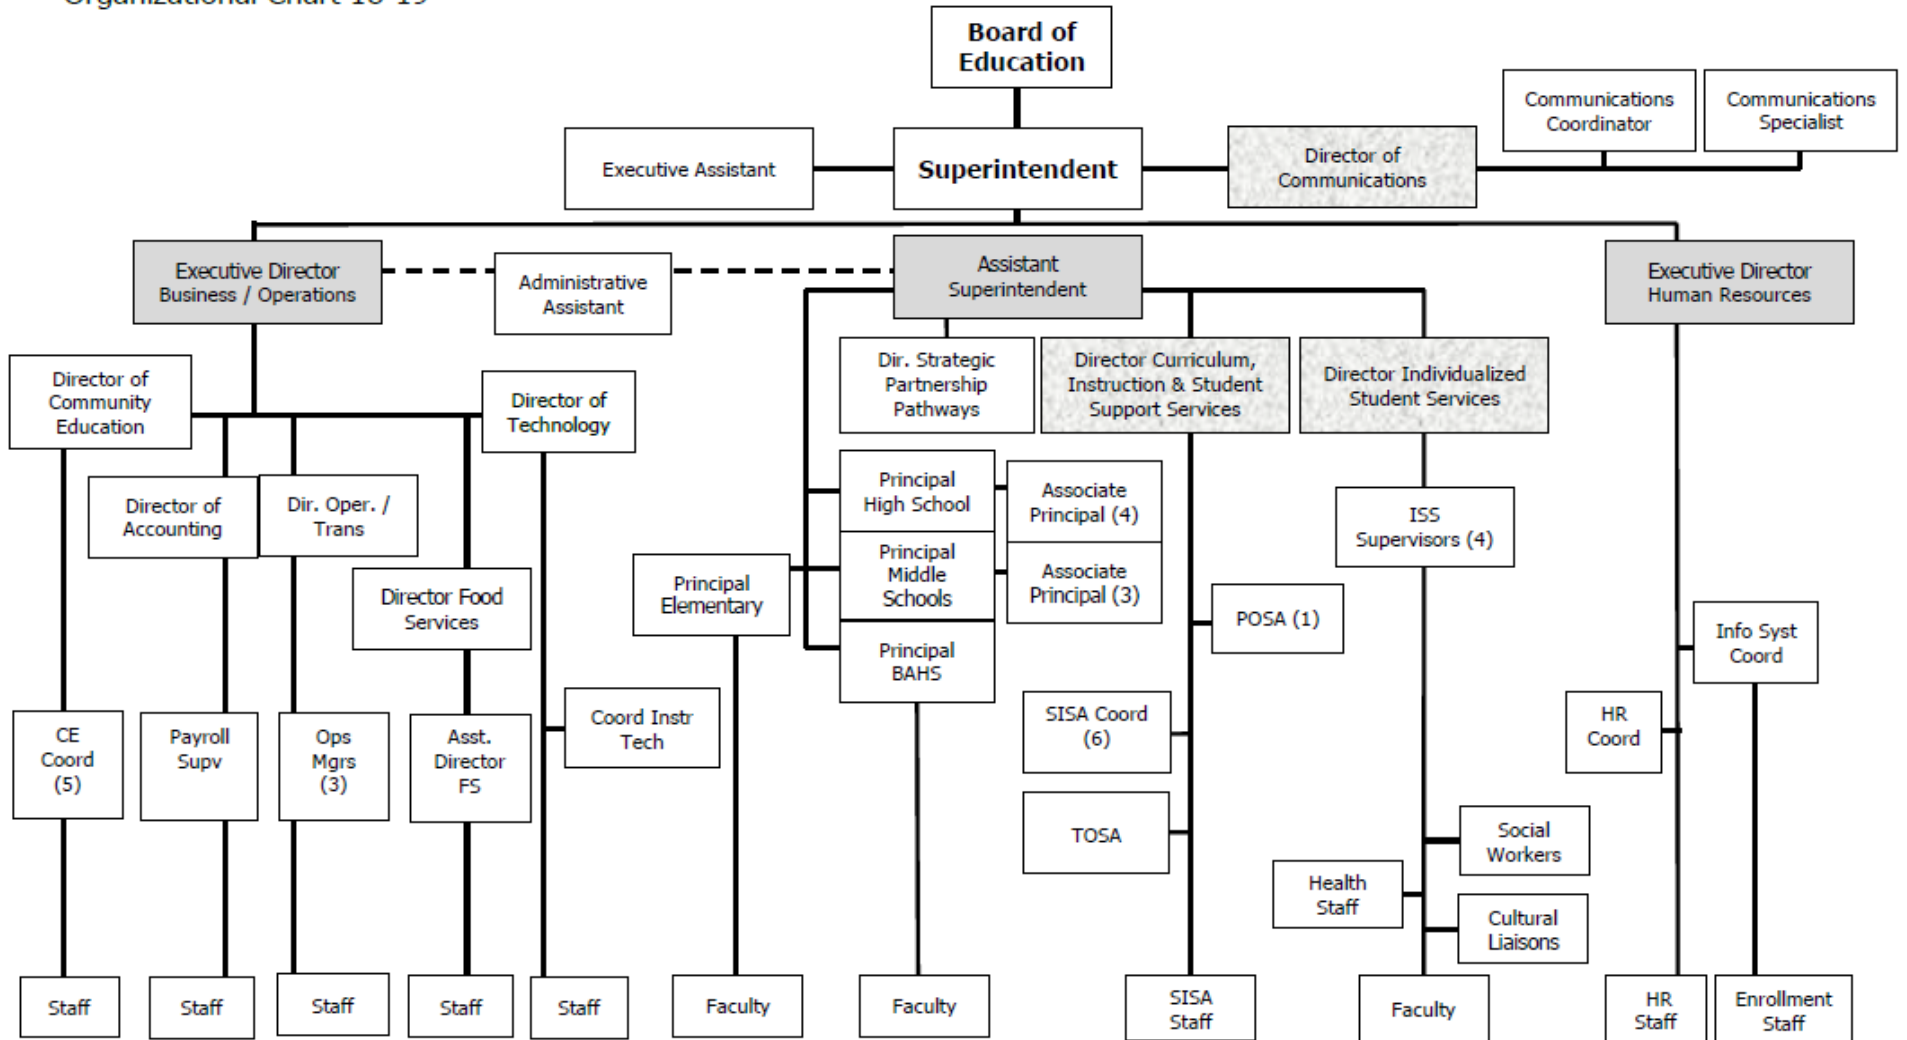 Organizational Chart 18-19
Board of
Education
Communications
Coordinator
Communications
Specialist
Executive Assistant
Superintendent
Director of
Communications
Executive Director
Business / Operations
Administrative
Assistant
Assistant
Superintendent
Executive Director
Human Resources
Director of
Community
Education
Director of
Technology
Dir. Strategic
Partnership
Pathways
Director Curriculum,
Instruction & Student
Support Services
Director Individualized
Student Services
Director of
Accounting
Dir. Oper. /
Trans
Principal
High School
Associate
Principal (4)
ISS
Supervisors (4)
Director Food
Services
Principal
Elementary
Principal
Middle
Schools
Associate
Principal (3)
POSA (1)
Info Syst
Coord
Principal
BAHS
CE
Coord
(5)
Payroll
Supv
Ops
Mgrs
(3)
Asst.
Director
FS
Coord Instr
Tech
SISA Coord
(6)
HR
Coord
TOSA
Social
Workers
Health
Staff
Cultural
Liaisons
Staff
Staff
Staff
Staff
Staff
Faculty
Faculty
SISA
Staff
Faculty
HR
Staff
Enrollment
Staff